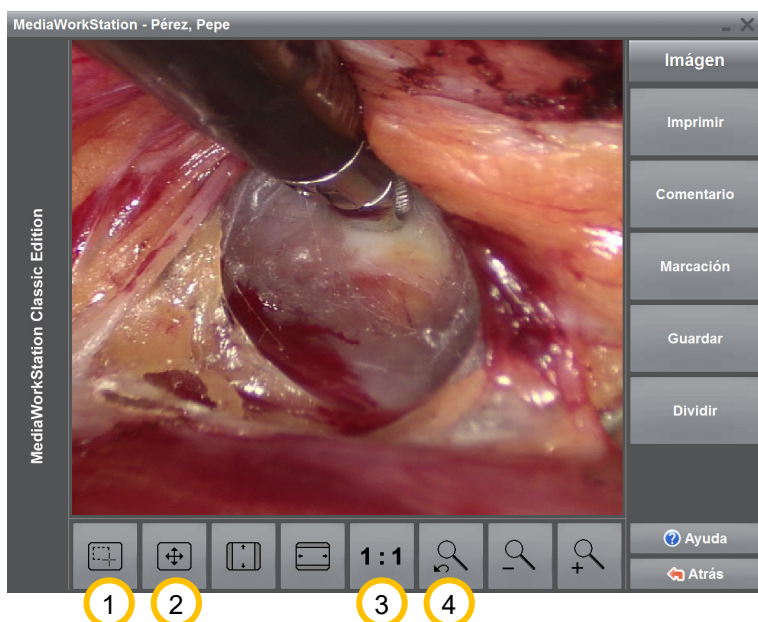 MediaWorkStation - Pérez, Pepe
MediaWorkStation Classic Edition
Imágen
Imprimir
Comentario
Marcación
Guardar
Dividir
Ayuda
Atrás
1:1
1
2
3
4